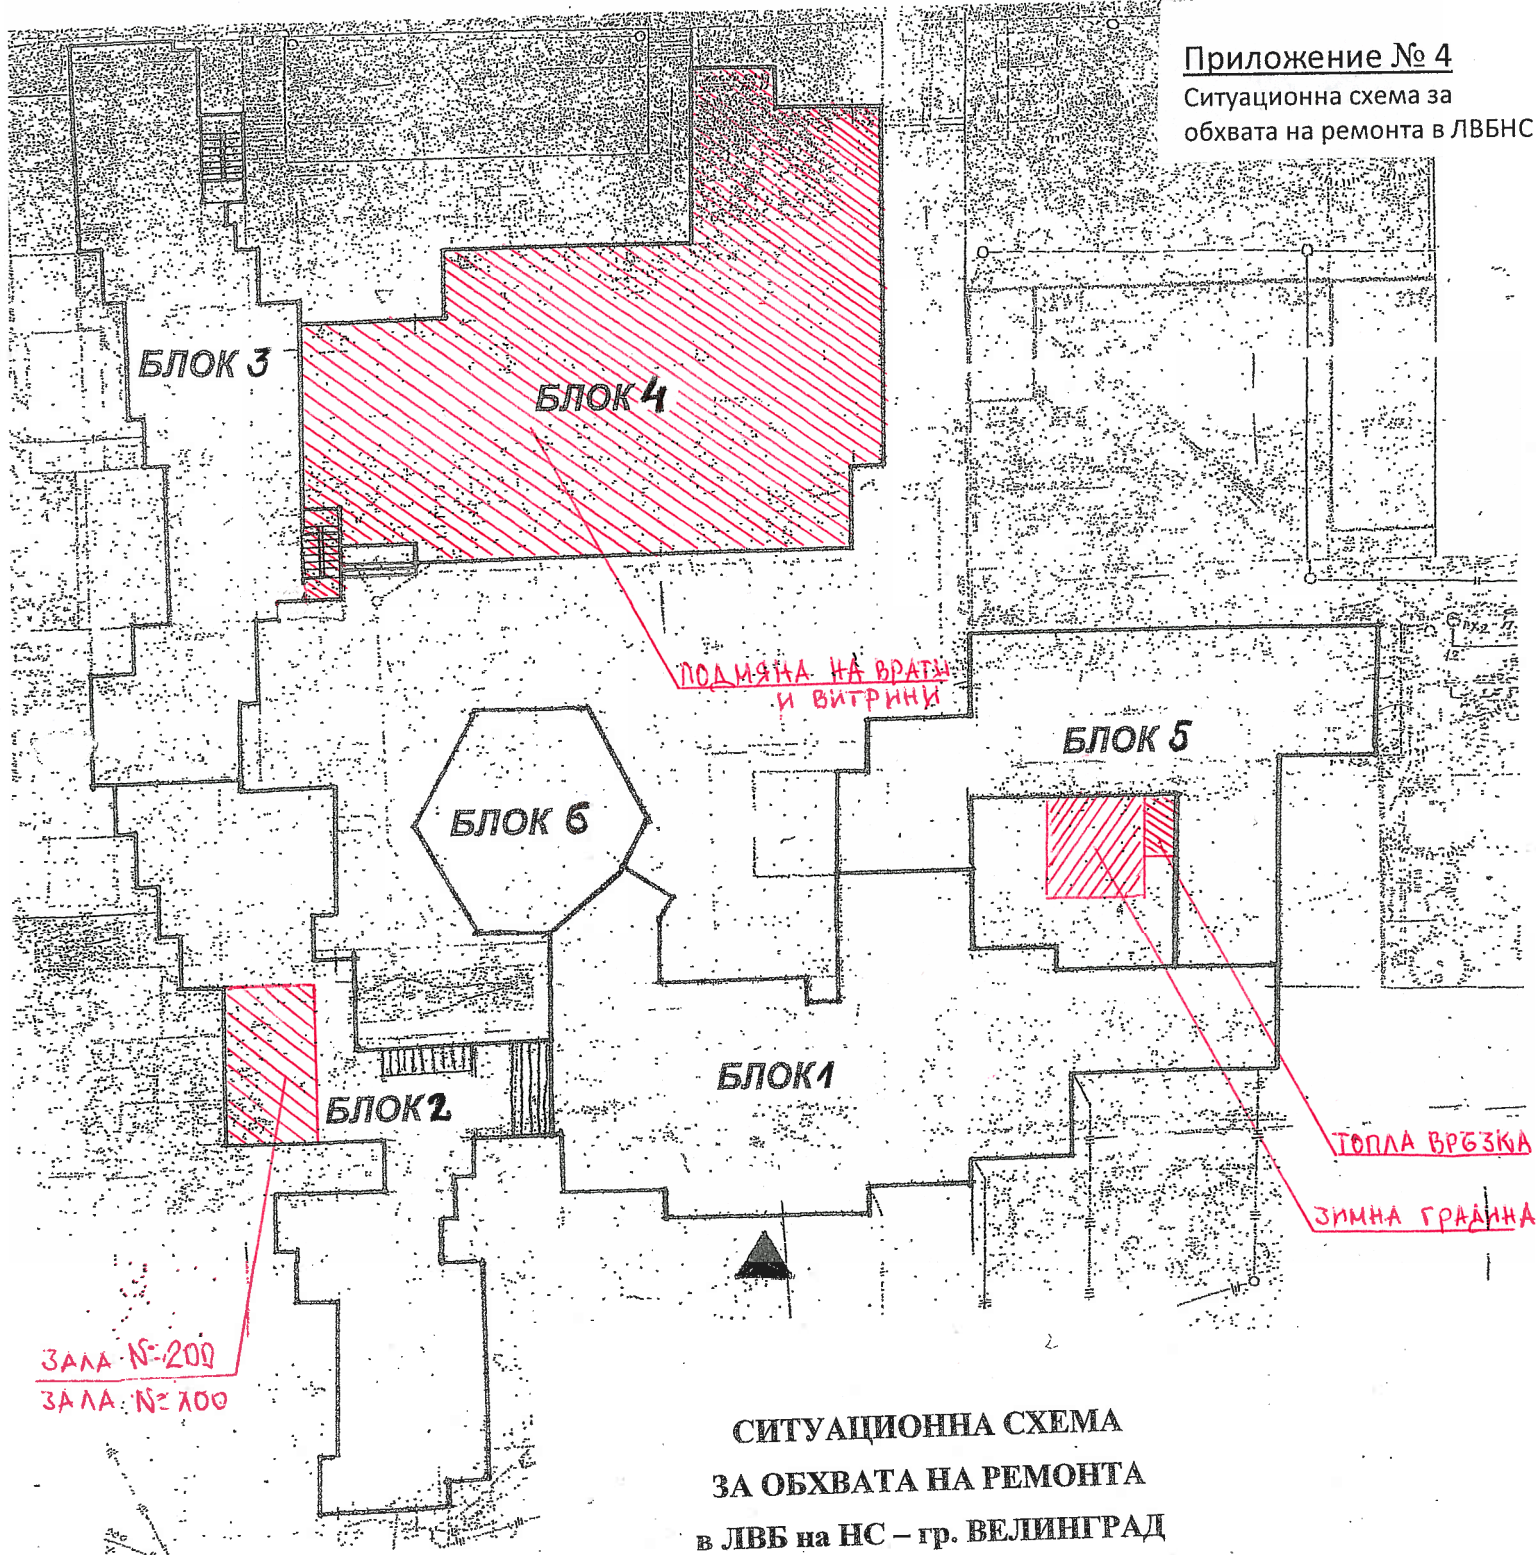 Приложение № 4
Ситуационна схема за
обхвата на ремонта в ЛВБНС
БЛОК 3
БЛОК 4
ПОДМЯНА НА ВРАТИ
И ВИТРИНИ
БЛОК 5
БЛОК 6
БЛОК 1
БЛОК 2
ТОПЛА ВРЪЗКА
ЗИМНА ГРАДИНА
ЗАЛА № 200
ЗАЛА № 100
СИТУАЦИОННА СХЕМА
ЗА ОБХВАТА НА РЕМОНТА
в ЛВБ на НС – гр. ВЕЛИНГРАД